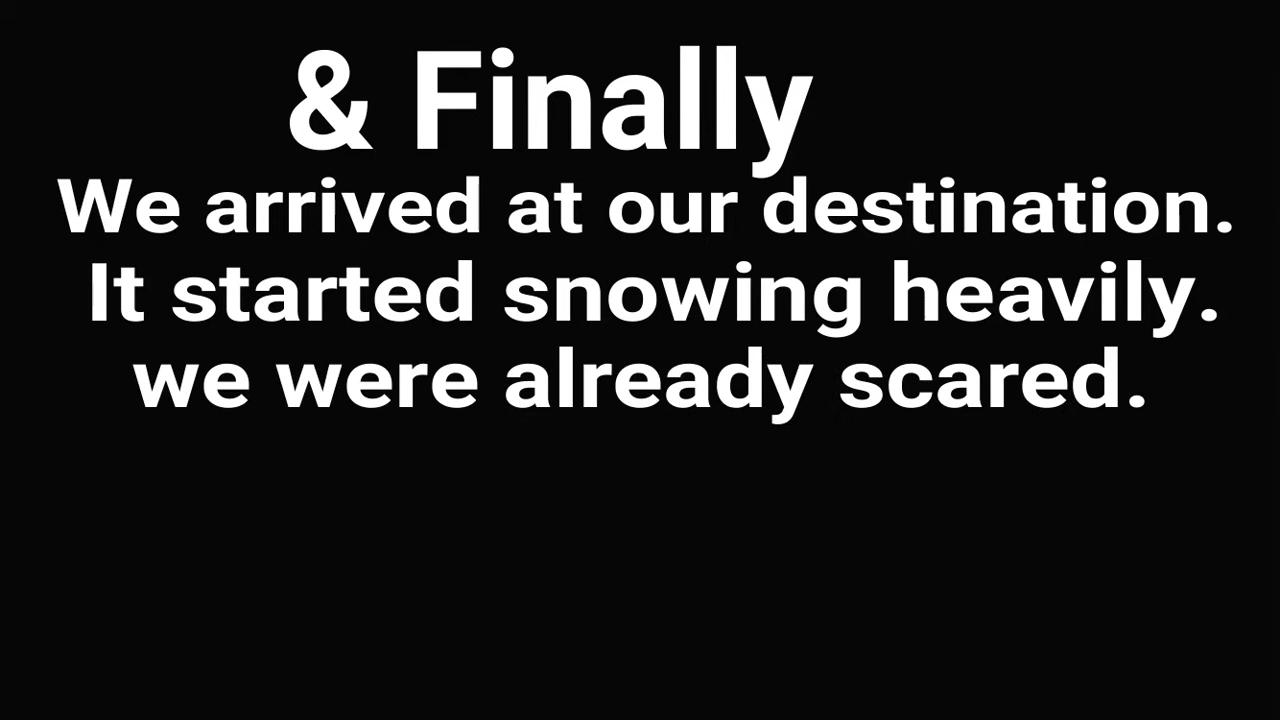 & Finally
We arrived at our destination.
It started snowing heavily.
we were already scared.